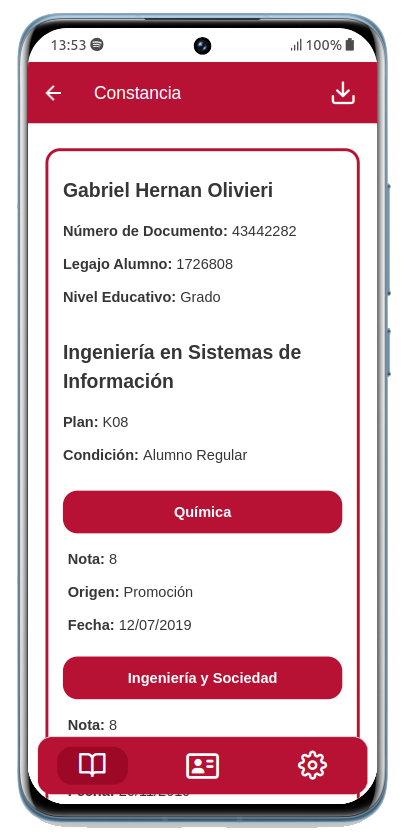 13:53 100%
Constancia
Gabriel Hernan Olivieri
Número de Documento: 43442282
Legajo Alumno: 1726808
Nivel Educativo: Grado
Ingeniería en Sistemas de
Información
Plan: K08
Condición: Alumno Regular
Química
Nota: 8
Origen: Promoción
Fecha: 12/07/2019
Ingeniería y Sociedad
Nota: 8